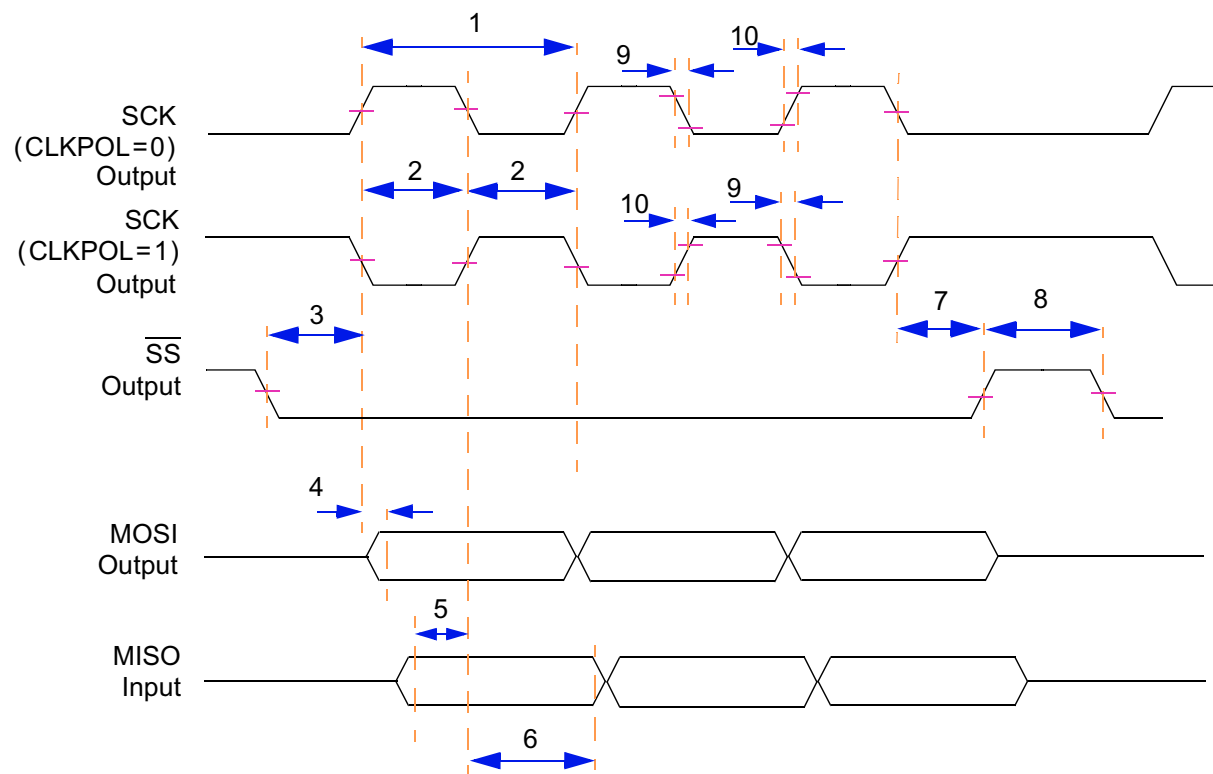 1
9
10
SCK
(CLKPOL=0)
Output
2
2
SCK
(CLKPOL=1)
Output
10
9
3
7
8
SS
Output
4
MOSI
Output
5
MISO
Input
6